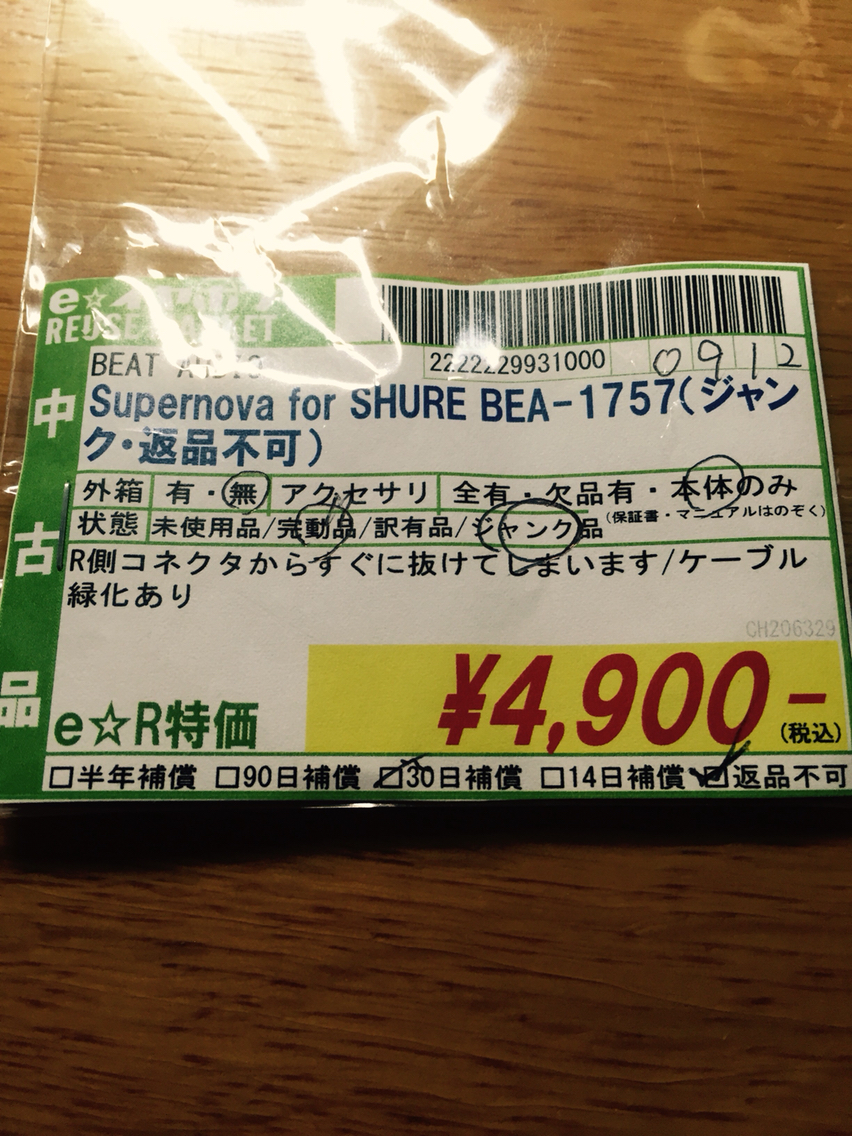 e☆イヤホン
REUSE MARKET
BEAT AUDIO
2222229931000
0912
Supernova for SHURE BEA-1757(ジャン
ク・返品不可)
外箱 有・無 アクセサリ 全有・欠品有・本体のみ
状態 未使用品/完動品/訳有品/ジャンク品 (保証書・マニュアルはのぞく)
R側コネクタからすぐに抜けてしまいます/ケーブル
緑化あり
CH206329
中古品
e☆R特価
¥4,900-
(税込)
□半年補償 □90日補償 □30日補償 □14日補償 □返品不可